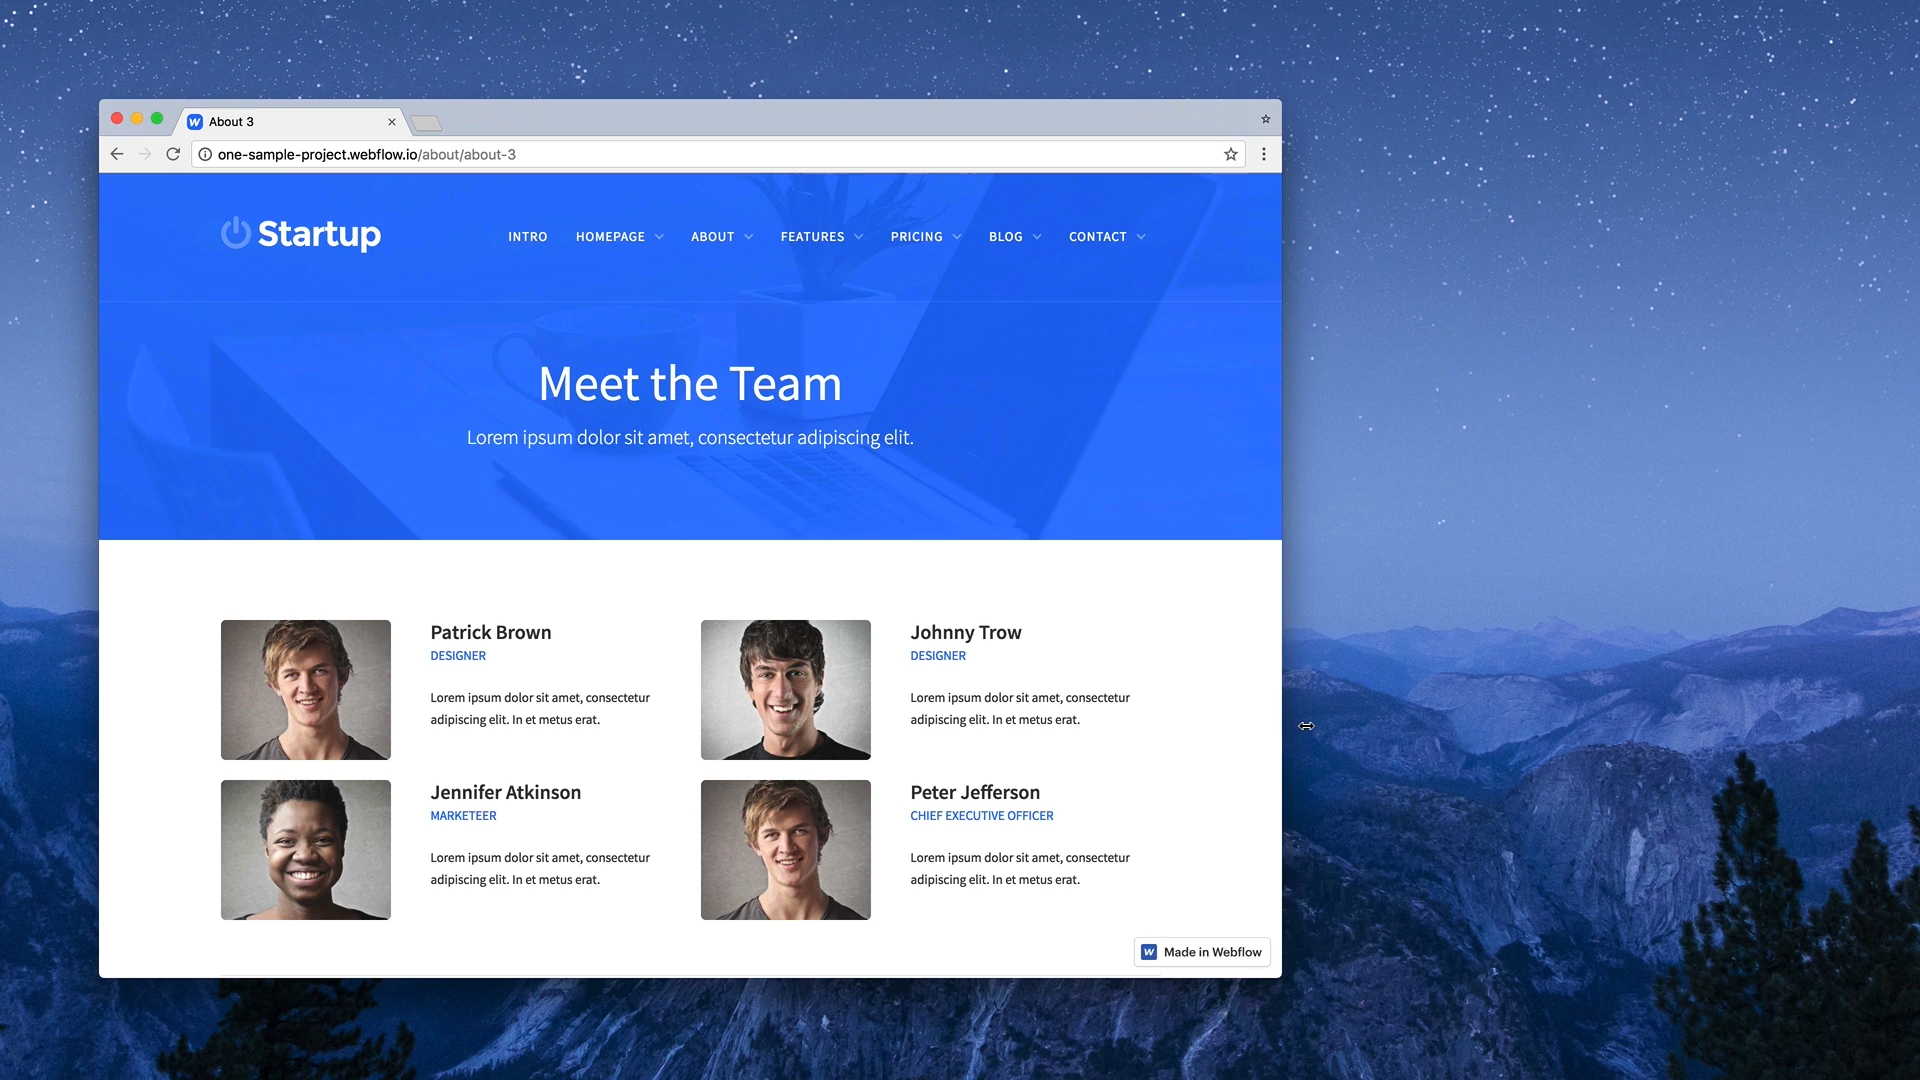 About 3
one-sample-project.webflow.io/about/about-3
Startup
INTRO HOMEPAGE ABOUT FEATURES PRICING BLOG CONTACT
Meet the Team
Lorem ipsum dolor sit amet, consectetur adipiscing elit.
Patrick Brown
DESIGNER
Lorem ipsum dolor sit amet, consectetur
adipiscing elit. In et metus erat.
Johnny Trow
DESIGNER
Lorem ipsum dolor sit amet, consectetur
adipiscing elit. In et metus erat.
Jennifer Atkinson
MARKETEER
Lorem ipsum dolor sit amet, consectetur
adipiscing elit. In et metus erat.
Peter Jefferson
CHIEF EXECUTIVE OFFICER
Lorem ipsum dolor sit amet, consectetur
adipiscing elit. In et metus erat.
Made in Webflow